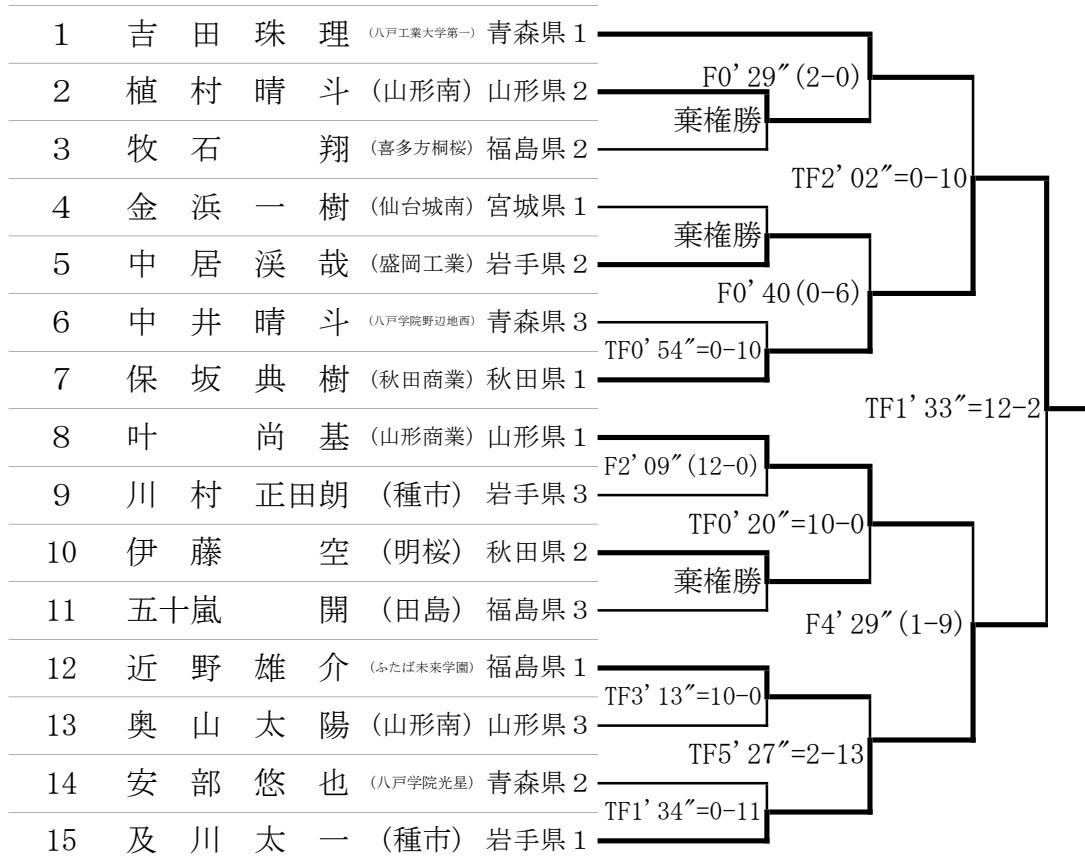 1 吉田珠理 (八戸工業大学第一) 青森県 1
F0'29″(2-0)
2 植村晴斗 (山形南) 山形県 2
棄権勝
3 牧石翔 (喜多方桐桜) 福島県 2
TF2'02″=0-10
4 金浜一樹 (仙台城南) 宮城県 1
棄権勝
5 中居渓哉 (盛岡工業) 岩手県 2
F0'40(0-6)
6 中井晴斗 (八戸学院野辺地西) 青森県 3
TF0'54″=0-10
7 保坂典樹 (秋田商業) 秋田県 1
TF1'33″=12-2
8 叶尚基 (山形商業) 山形県 1
F2'09″(12-0)
9 川村正田朗 (種市) 岩手県 3
TF0'20″=10-0
10 伊藤空 (明桜) 秋田県 2
棄権勝
11 五十嵐開 (田島) 福島県 3
F4'29″(1-9)
12 近野雄介 (ふたば未来学園) 福島県 1
TF3'13″=10-0
13 奥山太陽 (山形南) 山形県 3
TF5'27″=2-13
14 安部悠也 (八戸学院光星) 青森県 2
TF1'34″=0-11
15 及川太一 (種市) 岩手県 1